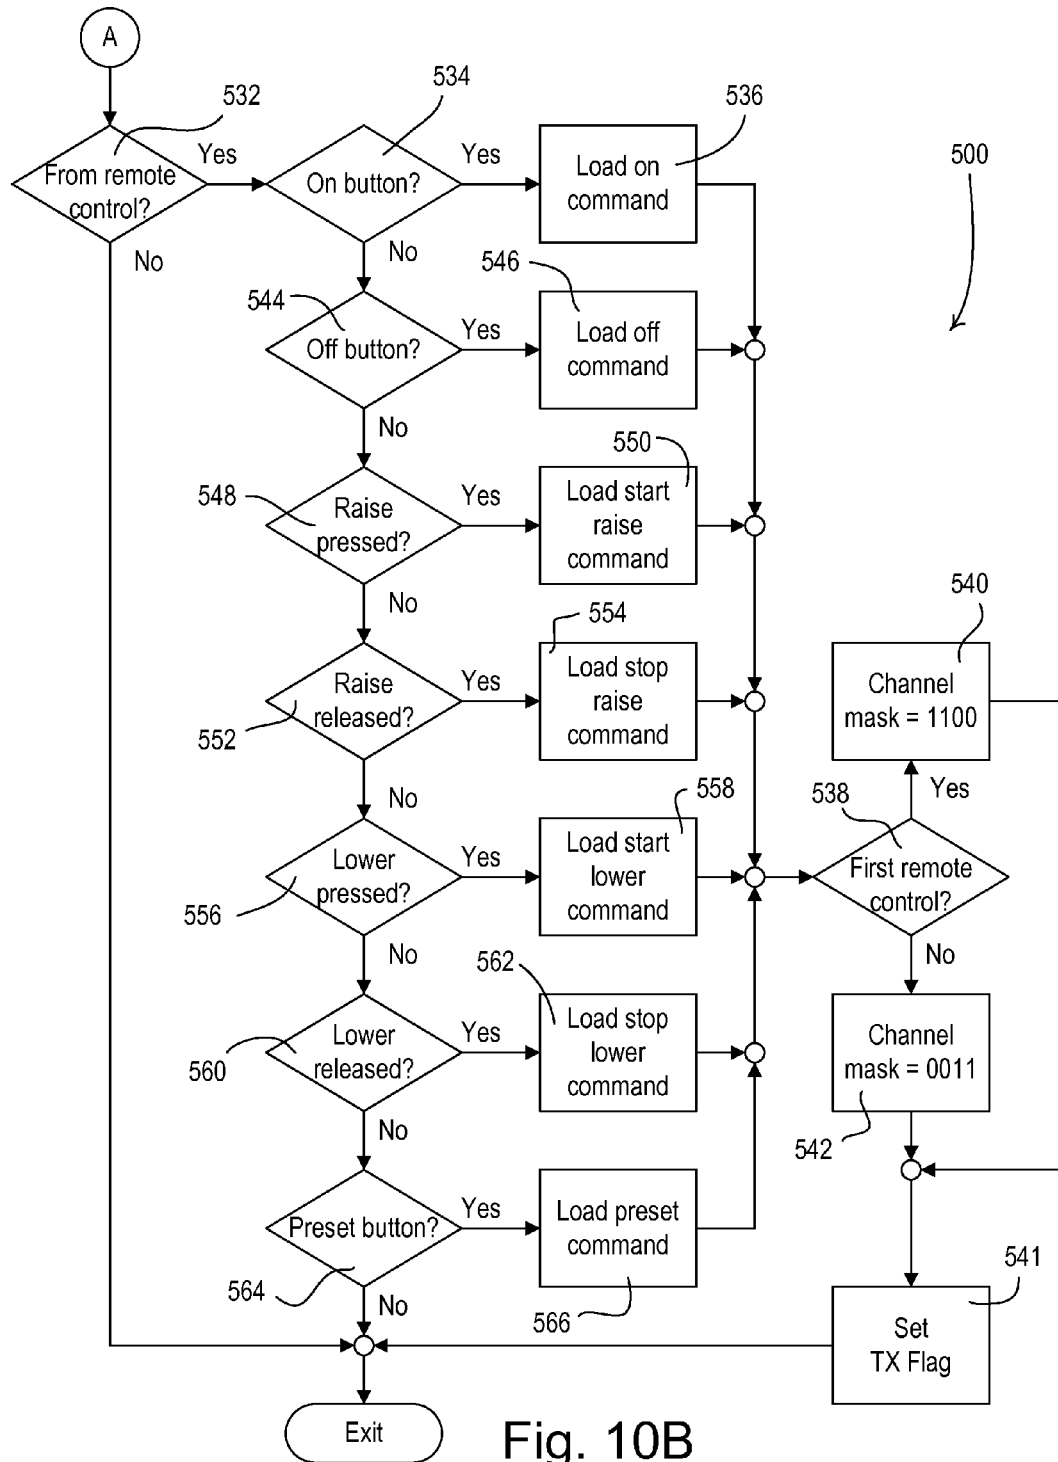 A
532
534
536
500
From remote
control?
Yes
On button?
Yes
Load on
command
No
No
544
546
Off button?
Yes
Load off
command
No
548
550
Raise
pressed?
Yes
Load start
raise
command
No
552
554
Raise
released?
Yes
Load stop
raise
command
540
Channel
mask = 1100
No
Yes
556
558
538
Lower
pressed?
Yes
Load start
lower
command
First remote
control?
No
No
560
562
Lower
released?
Yes
Load stop
lower
command
Channel
mask = 0011
542
No
Preset button?
Yes
Load preset
command
564
566
541
No
Set
TX Flag
Exit
Fig. 10B